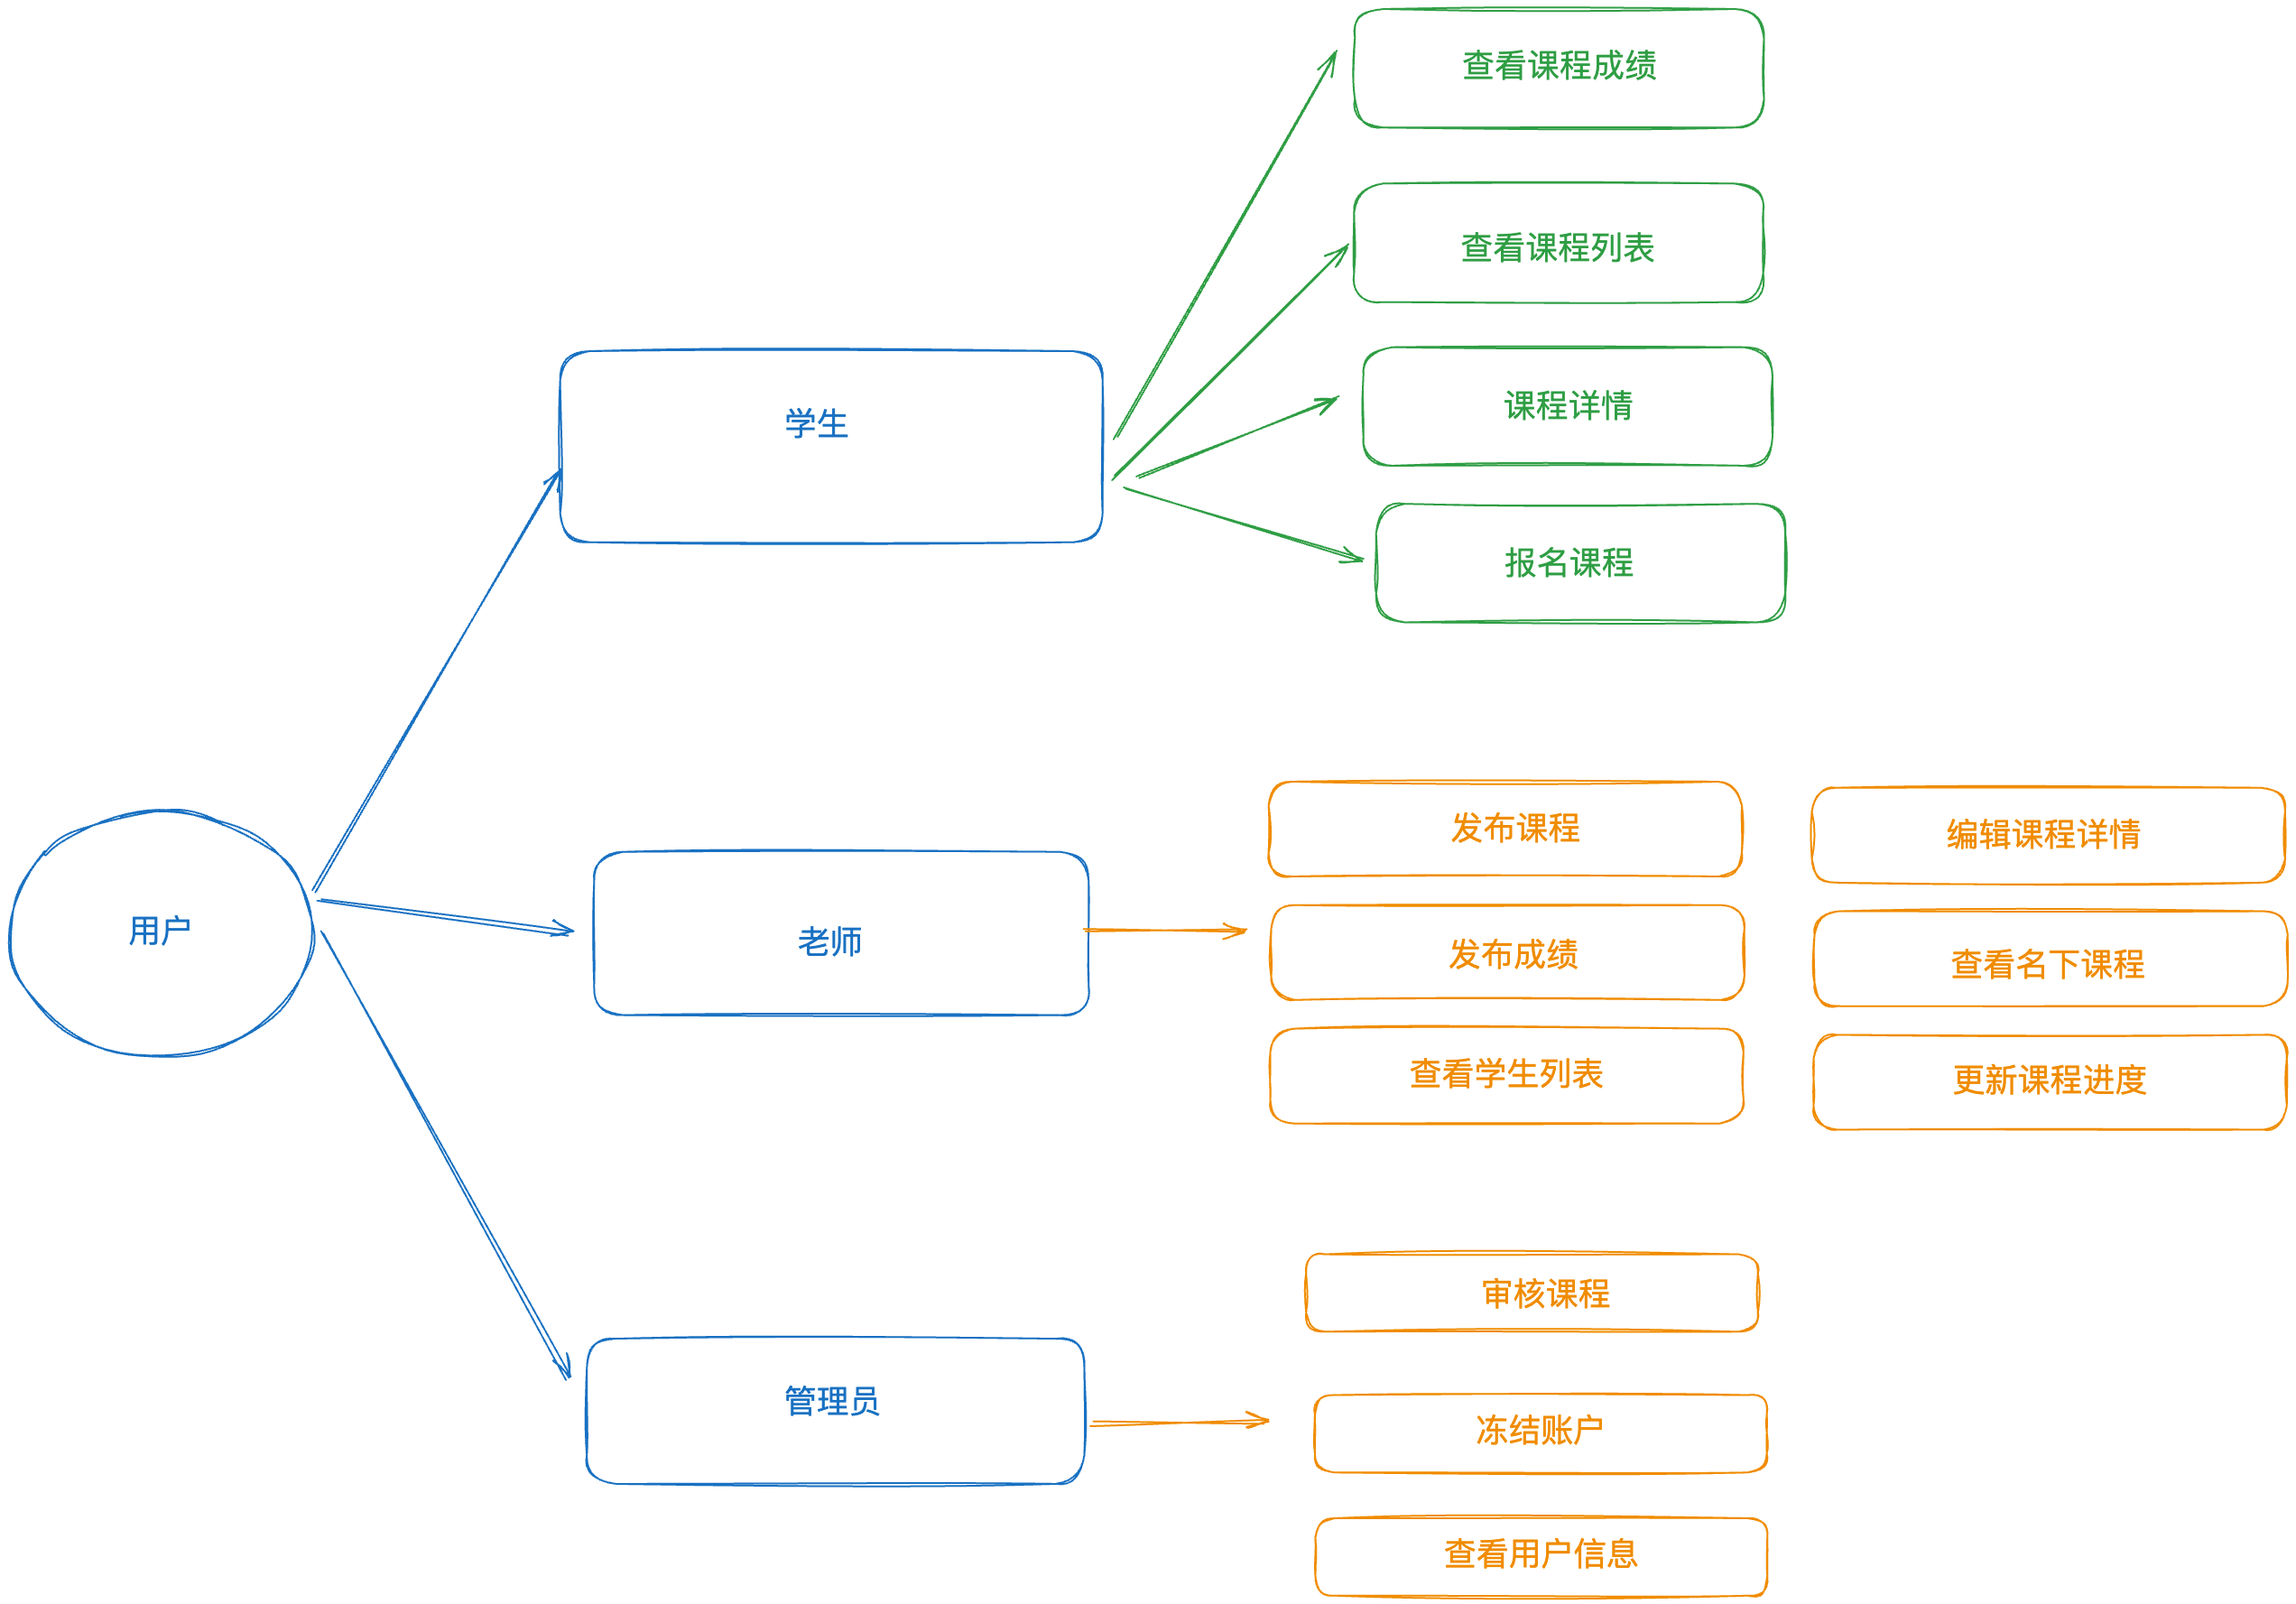 查看课程成绩
查看课程列表
学生
课程详情
报名课程
发布课程
编辑课程详情
用户
老师
发布成绩
查看名下课程
查看学生列表
更新课程进度
审核课程
管理员
冻结账户
查看用户信息